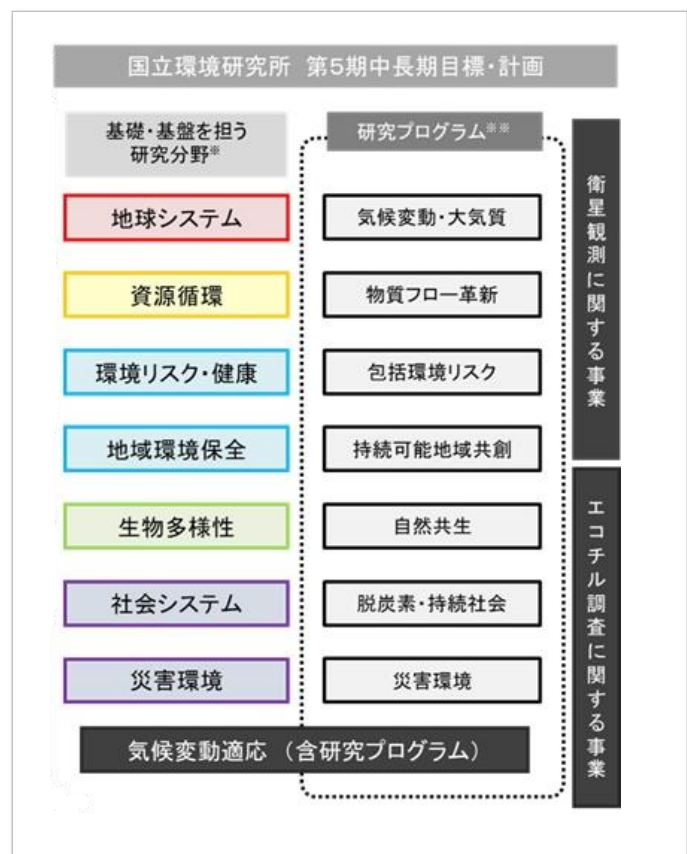 国立環境研究所 第5期中長期目標・計画
基礎・基盤を担う
研究分野※
地球システム
資源循環
環境リスク・健康
地域環境保全
生物多様性
社会システム
災害環境
研究プログラム※※
気候変動・大気質
物質フロー革新
包括環境リスク
持続可能地域共創
自然共生
脱炭素・持続社会
災害環境
気候変動適応 (含研究プログラム)
衛星観測に関する事業
エコチル調査に関する事業